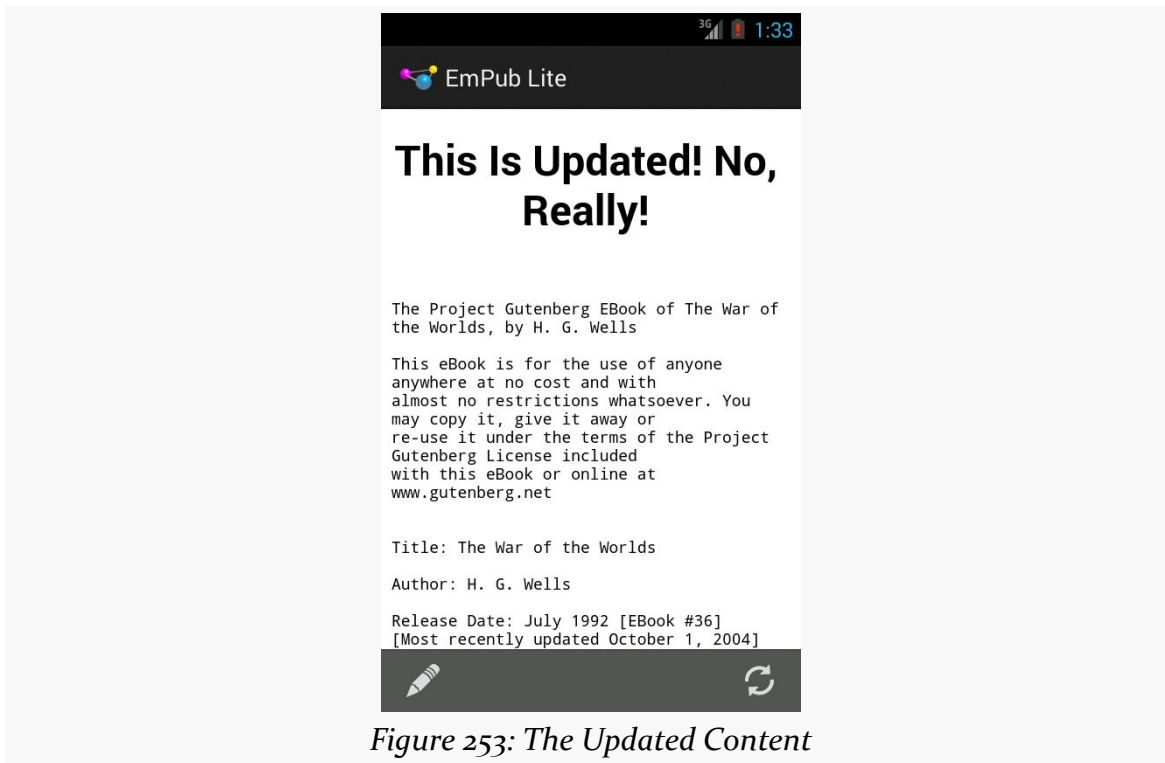 3G 1:33
EmPub Lite
This Is Updated! No,
Really!
The Project Gutenberg EBook of The War of
the Worlds, by H. G. Wells
This eBook is for the use of anyone
anywhere at no cost and with
almost no restrictions whatsoever. You
may copy it, give it away or
re-use it under the terms of the Project
Gutenberg License included
with this eBook or online at
www.gutenberg.net
Title: The War of the Worlds
Author: H. G. Wells
Release Date: July 1992 [EBook #36]
[Most recently updated October 1, 2004]
Figure 253: The Updated Content